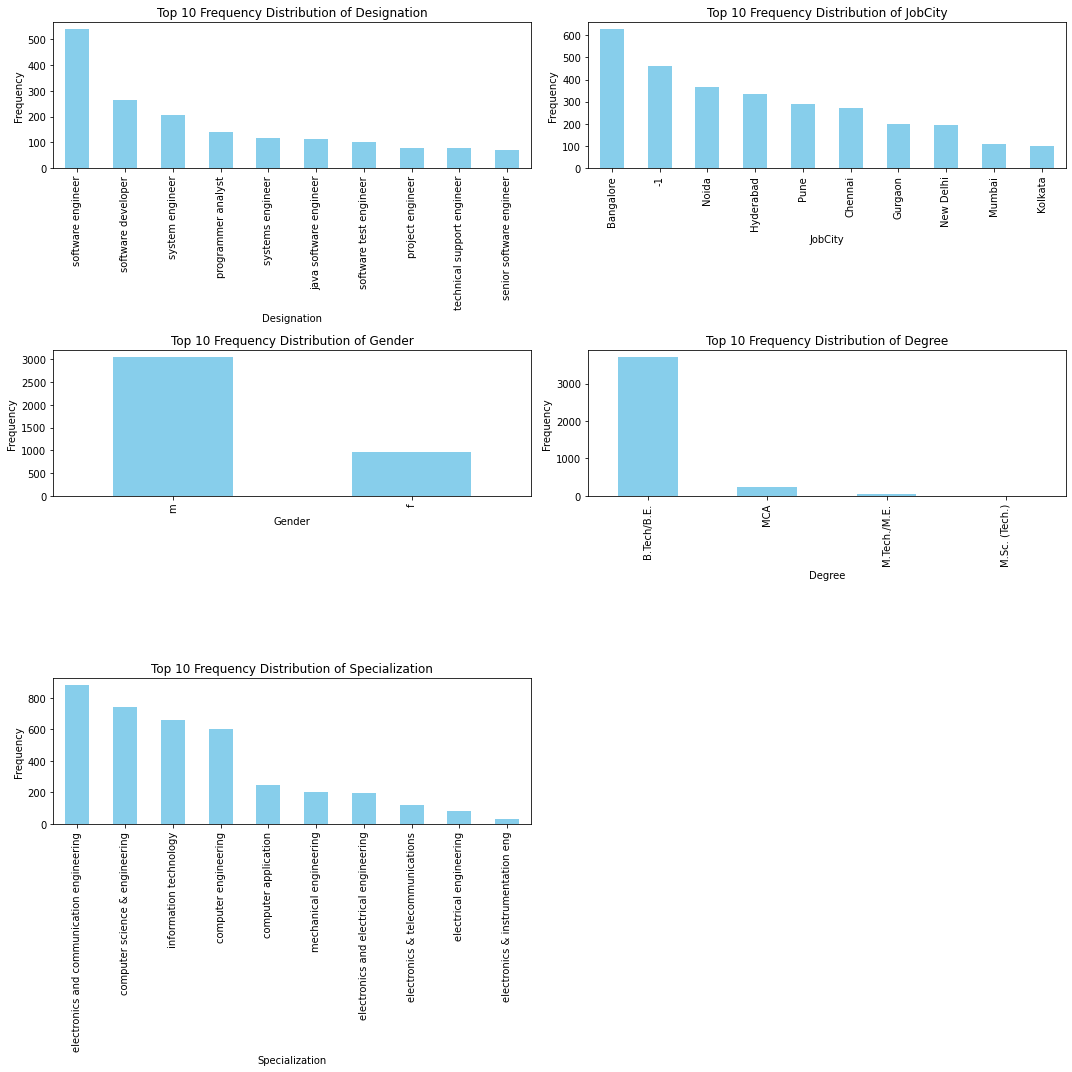 Top 10 Frequency Distribution of Designation
Frequency
500
400
300
200
100
0
software engineer
software developer
system engineer
programmer analyst
systems engineer
java software engineer
software test engineer
project engineer
technical support engineer
senior software engineer
Designation
Top 10 Frequency Distribution of JobCity
Frequency
600
500
400
300
200
100
0
Bangalore
-1
Noida
Hyderabad
Pune
Chennai
Gurgaon
New Delhi
Mumbai
Kolkata
JobCity
Top 10 Frequency Distribution of Gender
Frequency
3000
2500
2000
1500
1000
500
0
m
f
Gender
Top 10 Frequency Distribution of Degree
Frequency
3000
2000
1000
0
B.Tech/B.E.
MCA
M.Tech./M.E.
M.Sc. (Tech.)
Degree
Top 10 Frequency Distribution of Specialization
Frequency
800
600
400
200
0
electronics and communication engineering
computer science & engineering
information technology
computer engineering
computer application
mechanical engineering
electronics and electrical engineering
electronics & telecommunications
electrical engineering
electronics & instrumentation eng
Specialization